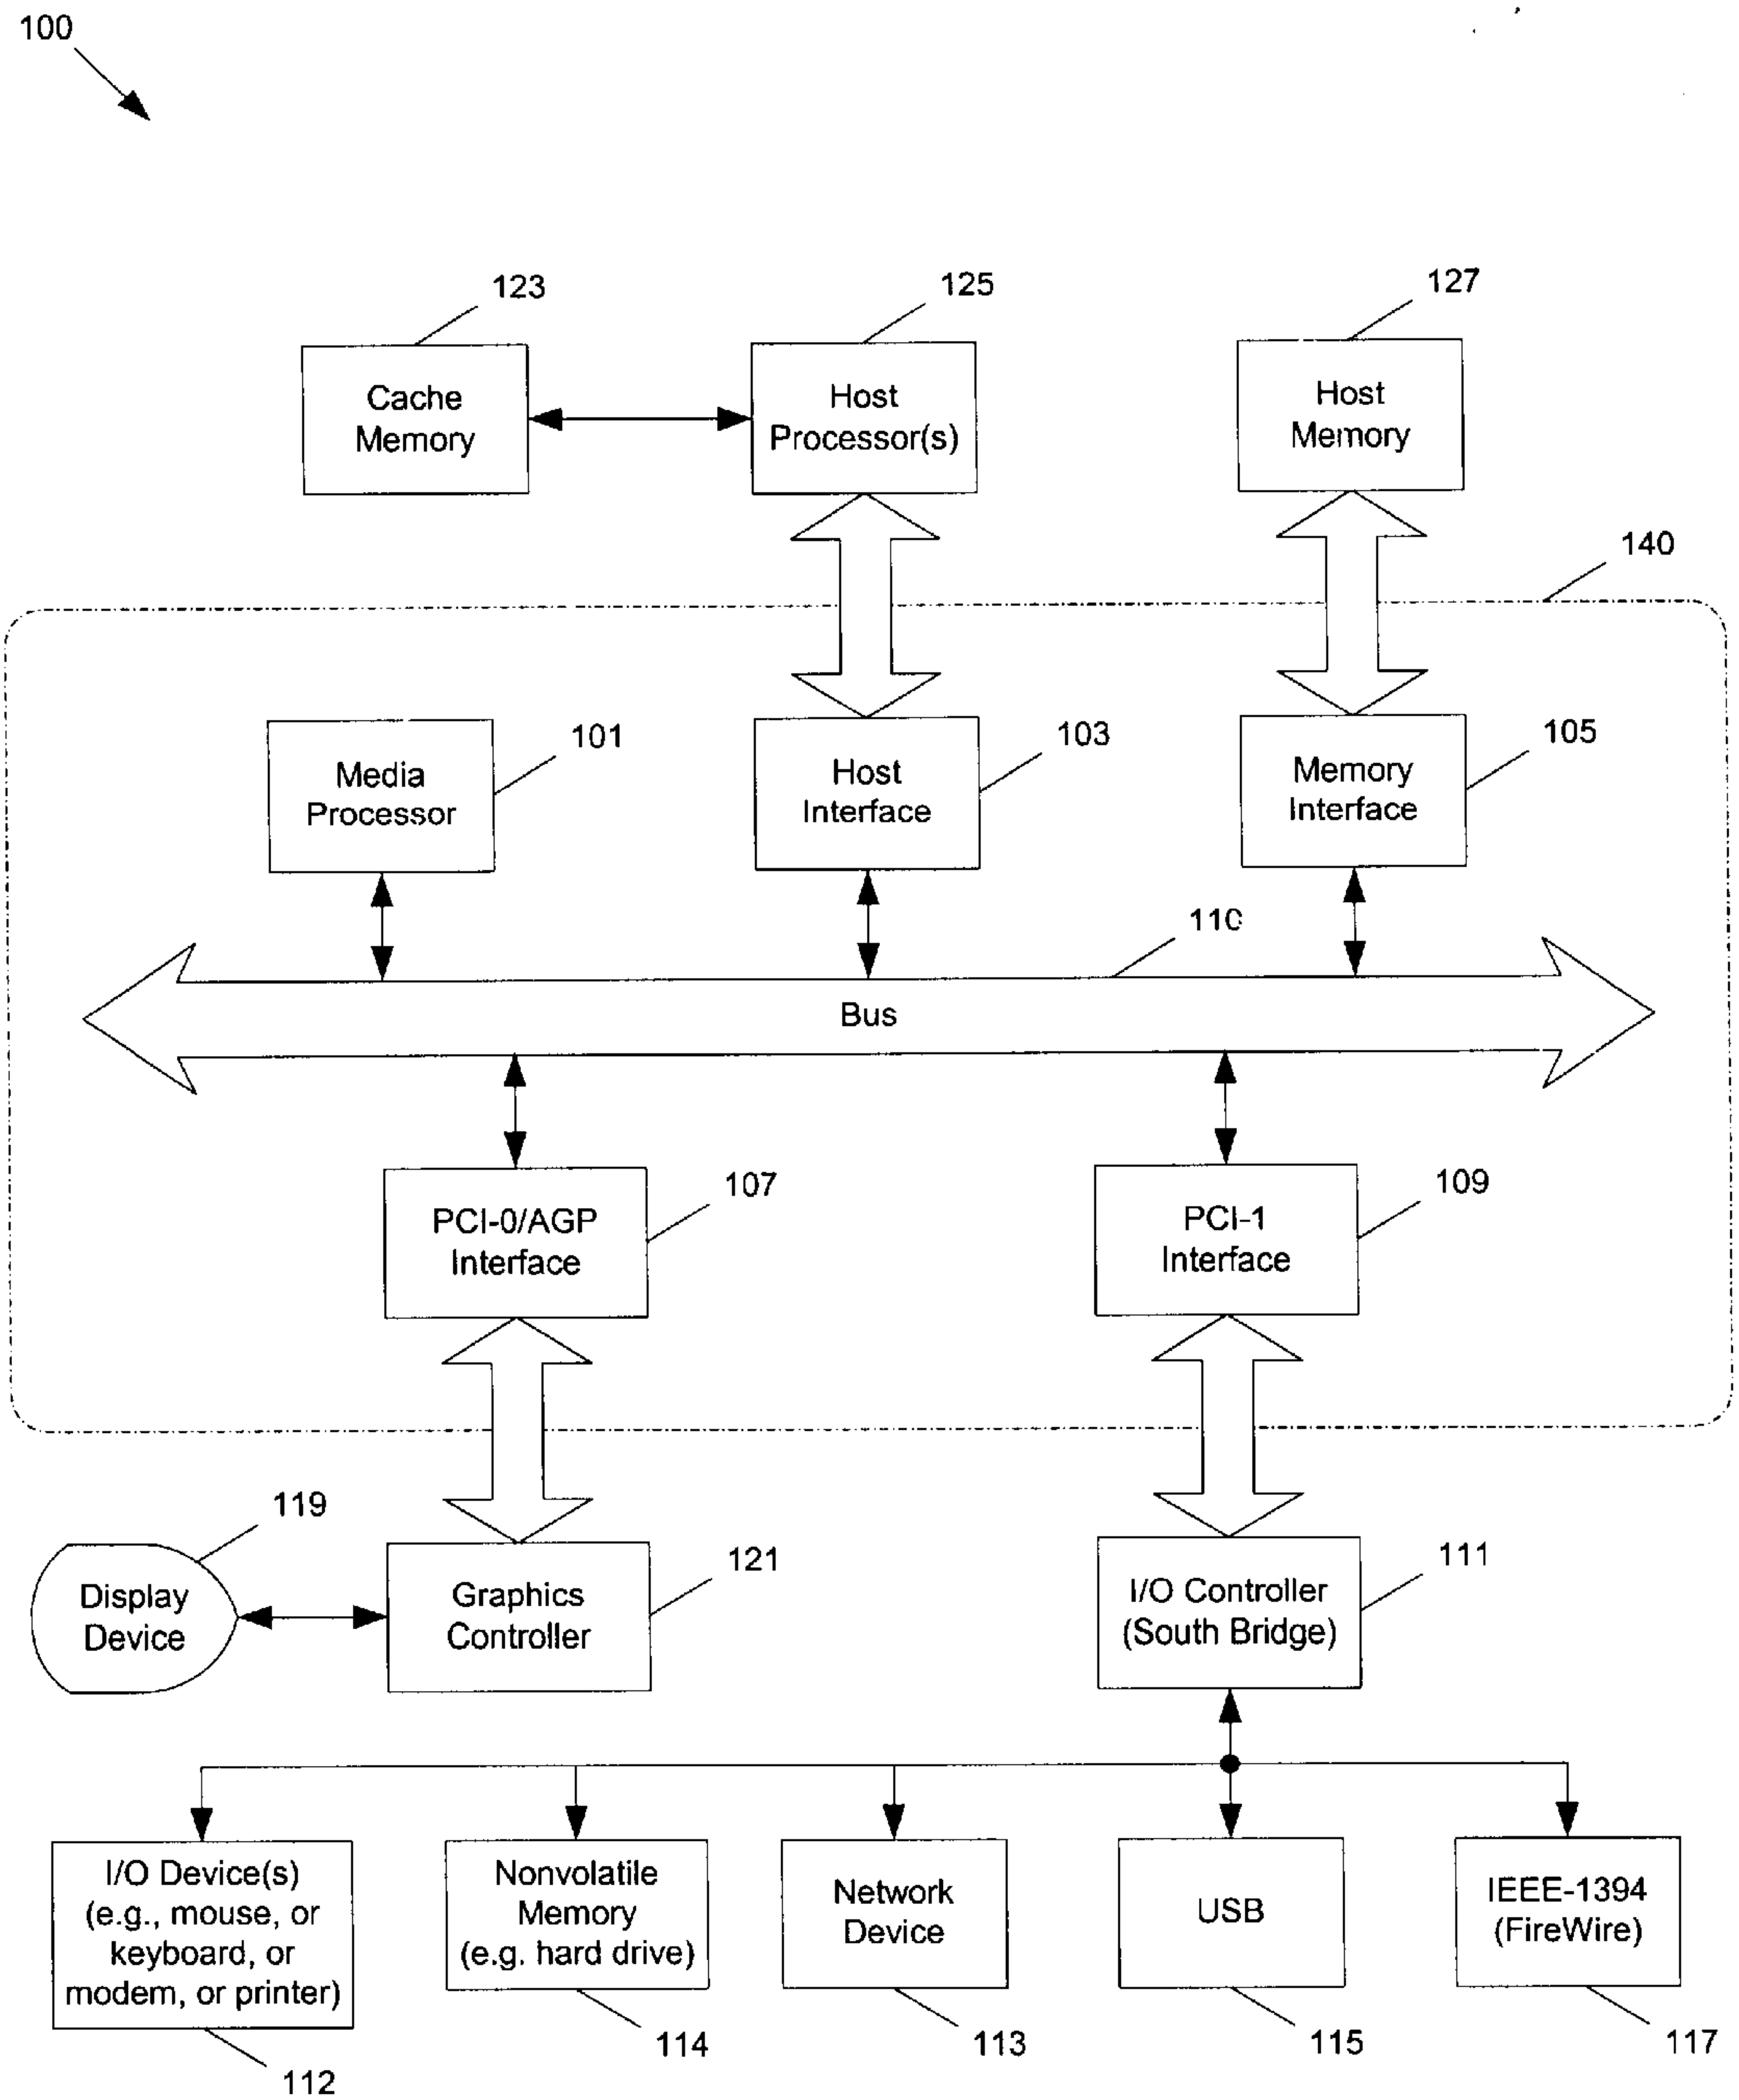 100
123
125
127
Cache
Memory
Host
Processor(s)
Host
Memory
140
101
103
105
Media
Processor
Host
Interface
Memory
Interface
110
Bus
107
109
PCI-0/AGP
Interface
PCI-1
Interface
119
121
111
Display
Device
Graphics
Controller
I/O Controller
(South Bridge)
I/O Device(s)
(e.g., mouse, or
keyboard, or
modem, or printer)
Nonvolatile
Memory
(e.g. hard drive)
Network
Device
USB
IEEE-1394
(FireWire)
112
114
113
115
117